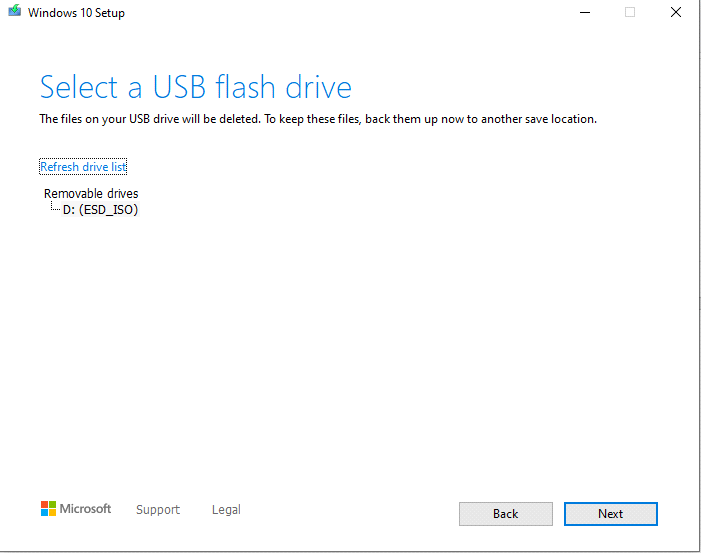 Windows 10 Setup
Select a USB flash drive
The files on your USB drive will be deleted. To keep these files, back them up now to another save location.
Refresh drive list
Removable drives
D: (ESD_ISO)
Microsoft Support Legal Back Next